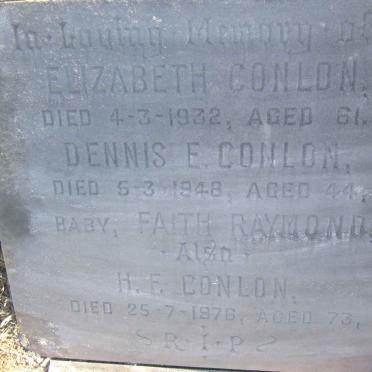 In Loving Memory of
ELIZABETH CONLON,
DIED 4-3-1932, AGED 61.
DENNIS E. CONLON,
DIED 5-3-1948, AGED 44,
BABY, FAITH RAYMOND,
· Also ·
H. F. CONLON,
DIED 25-7-1976, AGED 73,
R·I·P